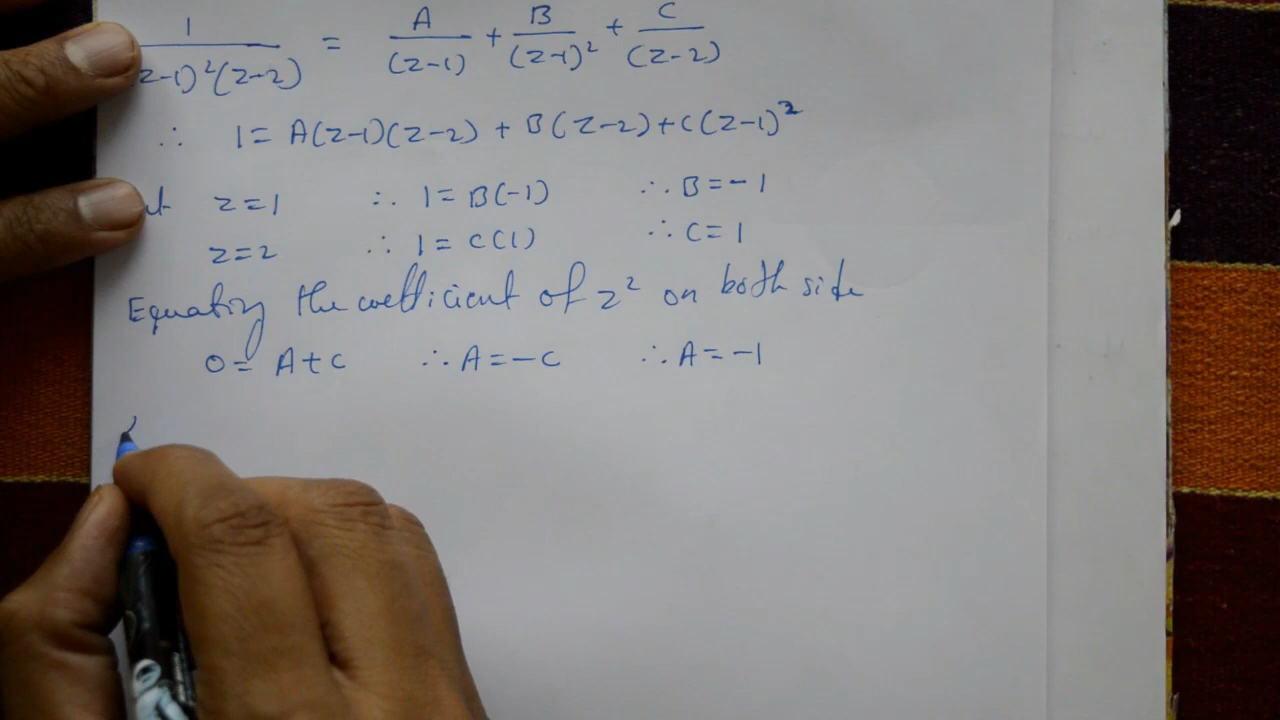 1/(z-1)²(z-2) = A/(z-1) + B/(z-1)² + C/(z-2)
∴ 1 = A(z-1)(z-2) + B(z-2) + C(z-1)²
z=1 ∴ 1 = B(-1) ∴ B = -1
z=2 ∴ 1 = C(1) ∴ C = 1
Equating the coefficient of z² on both side
0 = A+C ∴ A = -C ∴ A = -1